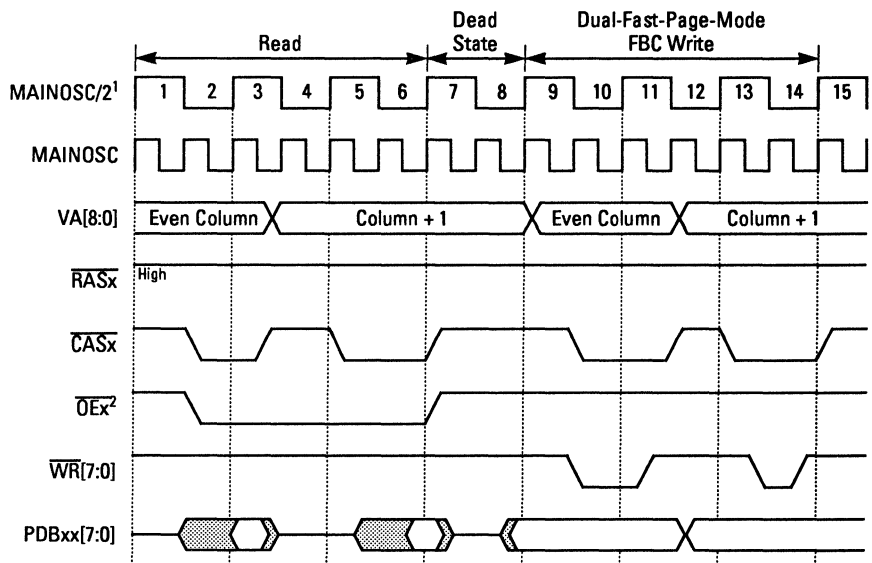 Read
Dead
State
Dual-Fast-Page-Mode
FBC Write
MAINOSC/2¹ 1 2 3 4 5 6 7 8 9 10 11 12 13 14 15
MAINOSC
VA[8:0] Even Column Column + 1 Even Column Column + 1
RASx High
CASx
OEx²
WR[7:0]
PDBxx[7:0]